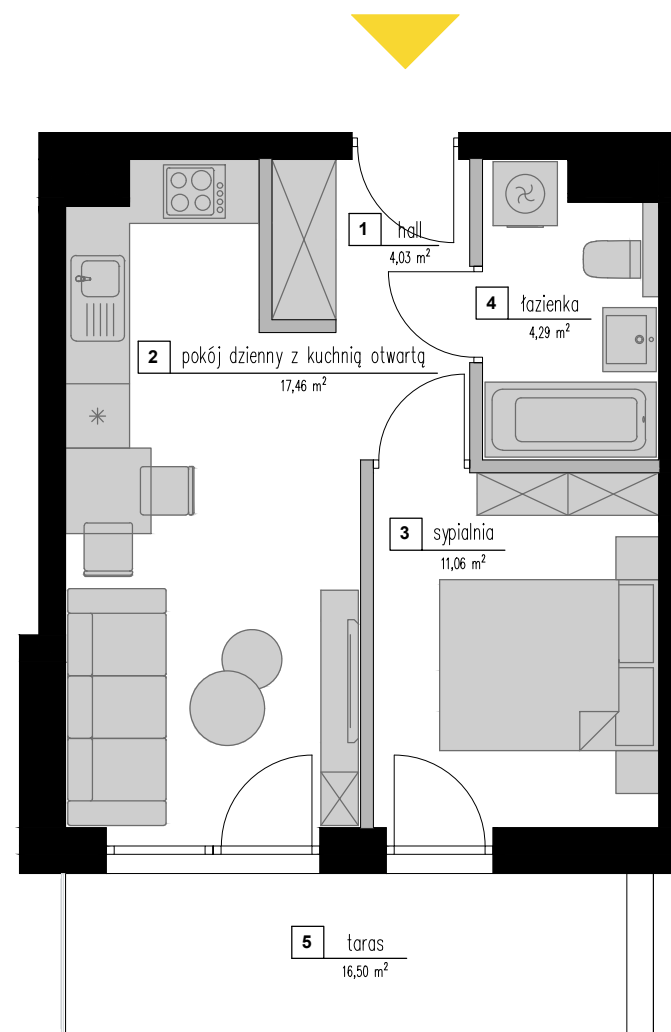 1 hall
4,03 m²
4 łazienka
4,29 m²
2 pokój dzienny z kuchnią otwartą
17,46 m²
3 sypialnia
11,06 m²
5 taras
16,50 m²